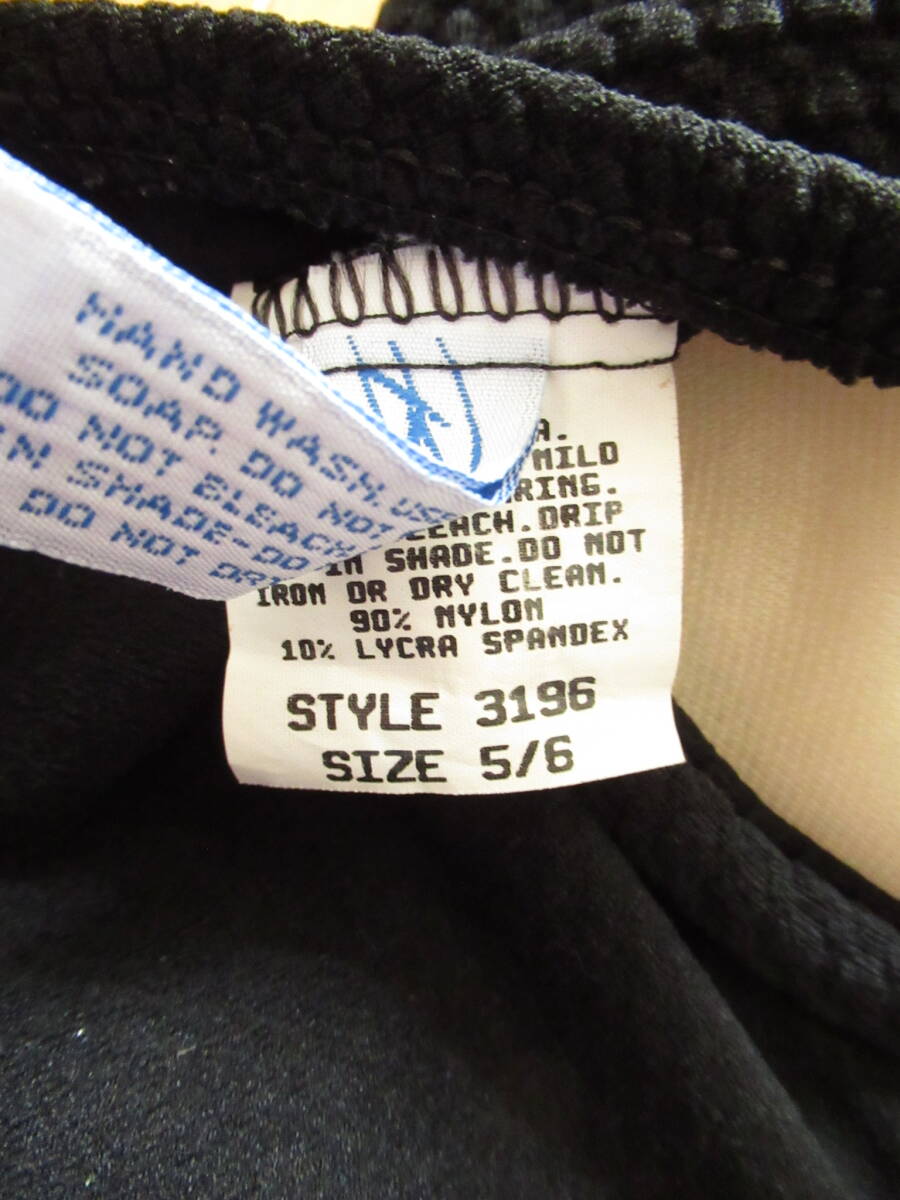 HAND WASH. USE
SOAP. DO NOT
DO NOT BLEACH
SHADE-DO
DO NOT DRY
A.
MILD
RING.
LEACH. DRIP
IN SHADE. DO NOT
IRON OR DRY CLEAN.
90% NYLON
10% LYCRA SPANDEX
STYLE 3196
SIZE 5/6